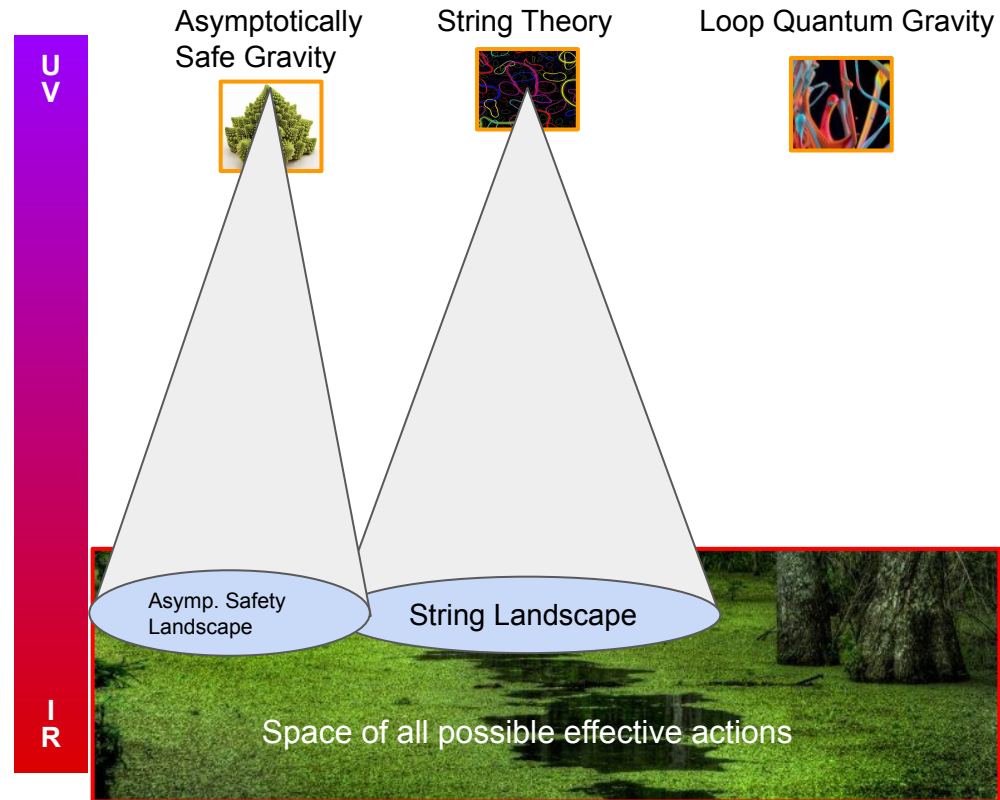 Asymptotically
Safe Gravity
String Theory
Loop Quantum Gravity
U
V
Asymp. Safety
Landscape
String Landscape
I
R
Space of all possible effective actions